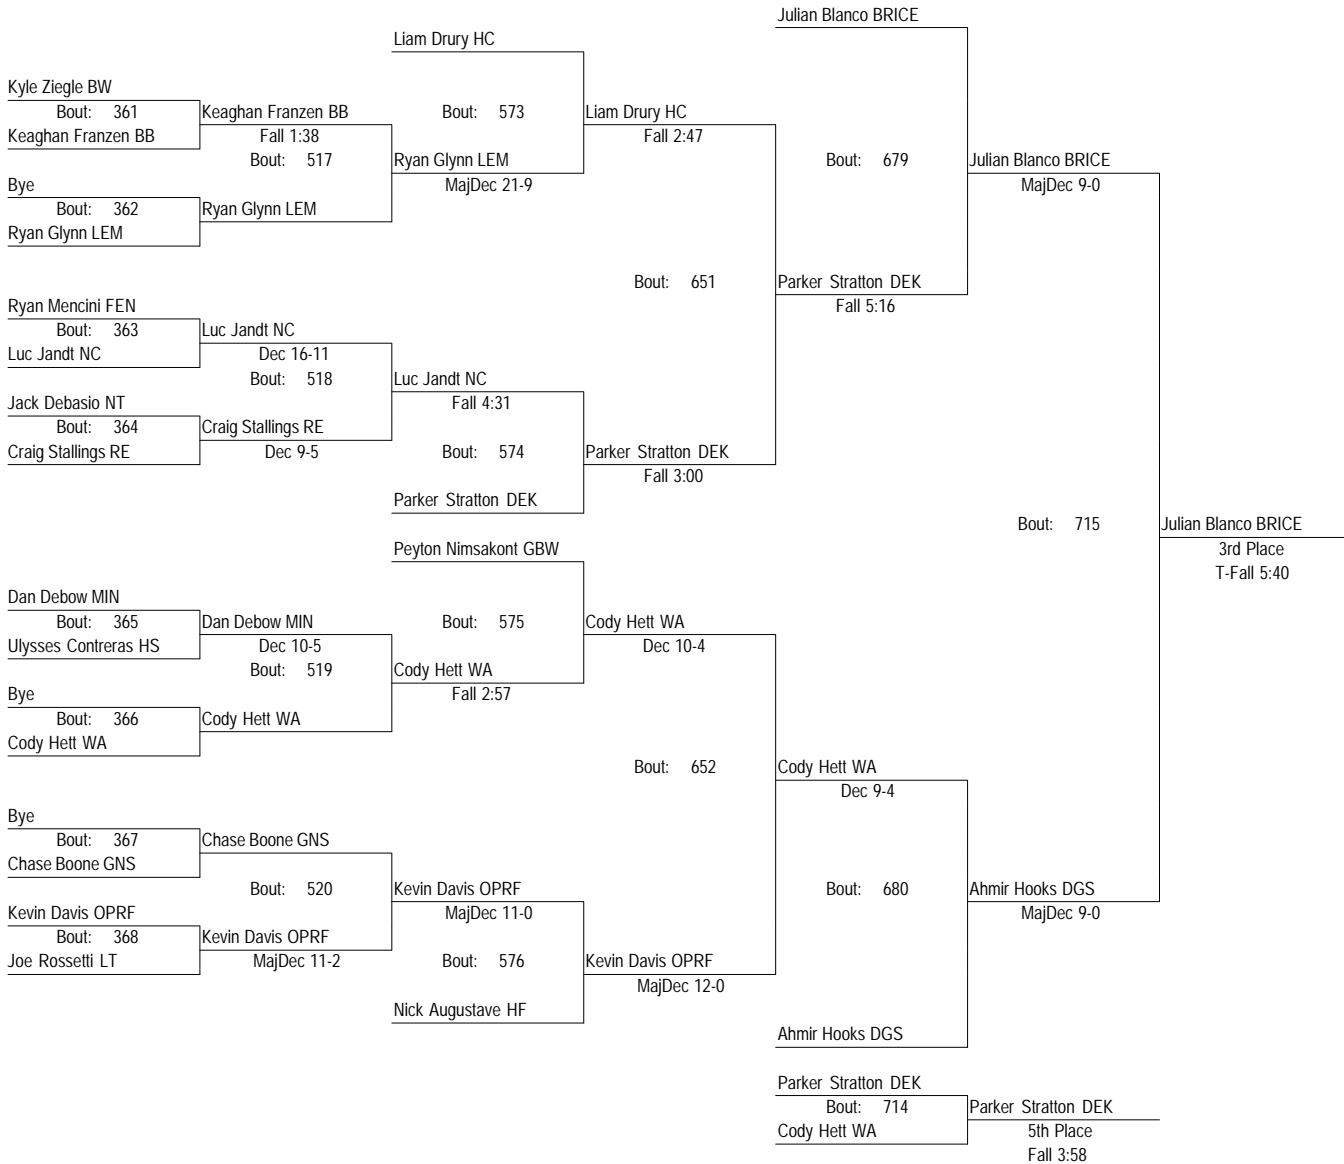 Julian Blanco BRICE
Liam Drury HC
Kyle Ziegle BW
Bout: 361
Keaghan Franzen BB
Keaghan Franzen BB
Fall 1:38
Bout: 517
Bout: 573
Liam Drury HC
Fall 2:47
Bye
Bout: 362
Ryan Glynn LEM
Ryan Glynn LEM
Ryan Glynn LEM
MajDec 21-9
Bout: 679
Julian Blanco BRICE
MajDec 9-0
Bout: 651
Parker Stratton DEK
Fall 5:16
Ryan Mencini FEN
Bout: 363
Luc Jandt NC
Luc Jandt NC
Dec 16-11
Bout: 518
Luc Jandt NC
Fall 4:31
Jack Debasio NT
Bout: 364
Craig Stallings RE
Craig Stallings RE
Dec 9-5
Bout: 574
Parker Stratton DEK
Fall 3:00
Parker Stratton DEK
Bout: 715
Julian Blanco BRICE
3rd Place
T-Fall 5:40
Peyton Nimsakont GBW
Dan Debow MIN
Bout: 365
Ulysses Contreras HS
Dan Debow MIN
Dec 10-5
Bout: 519
Bout: 575
Cody Hett WA
Dec 10-4
Cody Hett WA
Fall 2:57
Bye
Bout: 366
Cody Hett WA
Cody Hett WA
Bout: 652
Cody Hett WA
Dec 9-4
Bye
Bout: 367
Chase Boone GNS
Chase Boone GNS
Bout: 520
Kevin Davis OPRF
MajDec 11-0
Bout: 680
Ahmir Hooks DGS
MajDec 9-0
Kevin Davis OPRF
Bout: 368
Joe Rossetti LT
Kevin Davis OPRF
MajDec 11-2
Bout: 576
Kevin Davis OPRF
MajDec 12-0
Nick Augustave HF
Ahmir Hooks DGS
Parker Stratton DEK
Bout: 714
Cody Hett WA
Parker Stratton DEK
5th Place
Fall 3:58